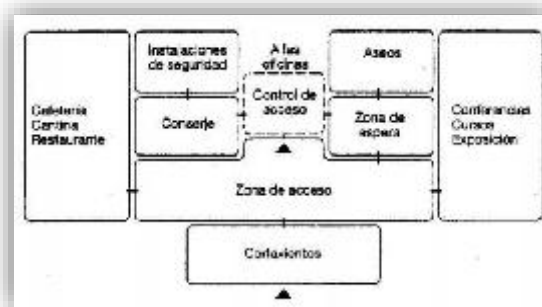 Instalaciones
de seguridad
A las
oficinas
Aseos
Cafetería
Cantina
Restaurante
Conserje
Control de
acceso
Zona de
espera
Conferencias
Cursos
Exposición
Zona de acceso
Cortavientos